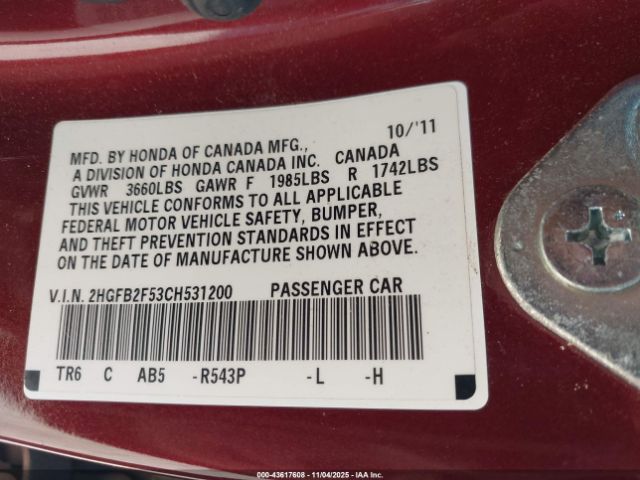 10/'11
MFD. BY HONDA OF CANADA MFG.,
A DIVISION OF HONDA CANADA INC. CANADA
GVWR 3660LBS GAWR F 1985LBS R 1742LBS
THIS VEHICLE CONFORMS TO ALL APPLICABLE
FEDERAL MOTOR VEHICLE SAFETY, BUMPER,
AND THEFT PREVENTION STANDARDS IN EFFECT
ON THE DATE OF MANUFACTURE SHOWN ABOVE.
V.I.N. 2HGFB2F53CH531200 PASSENGER CAR
TR6 C AB5 -R543P -L -H
000-43617608 - 11/04/2025 - IAA Inc.